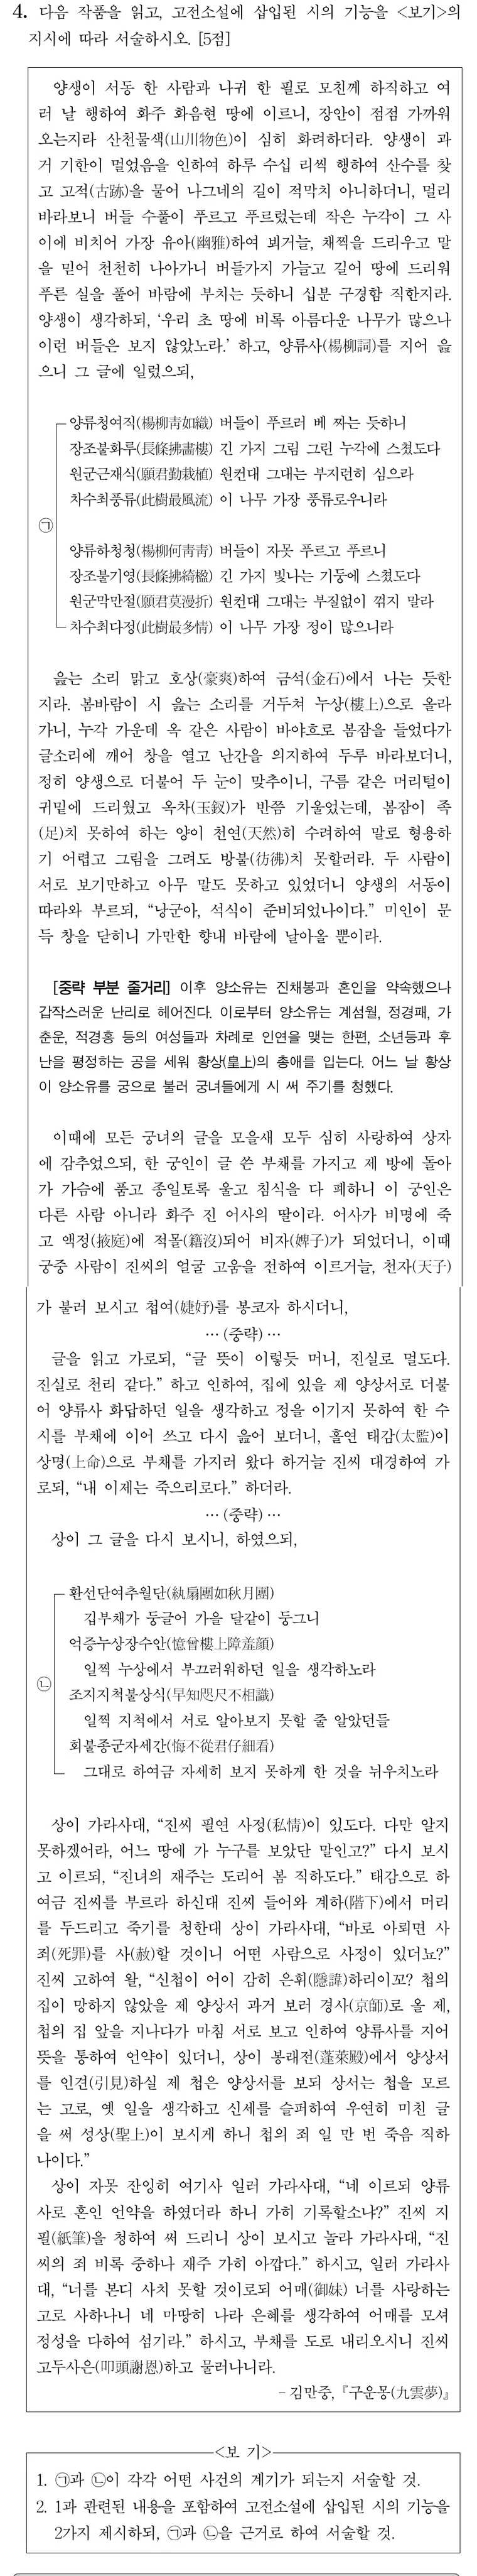 4. 다음 작품을 읽고, 고전소설에 삽입된 시의 기능을 <보기>의
지시에 따라 서술하시오. [5점]
양생이 서동 한 사람과 나귀 한 필로 모친께 하직하고 여
러 날 행하여 화주 화음현 땅에 이르니, 장안이 점점 가까워
오는지라 산천물색(山川物色)이 심히 화려하더라. 양생이 과
거 기한이 멀었음을 인하여 하루 수십 리씩 행하여 산수를 찾
고 고적(古跡)을 물어 나그네의 길이 적막치 아니하더니, 멀리
바라보니 버들 수풀이 푸르고 푸르렀는데 작은 누각이 그 사
이에 비치어 가장 유아(幽雅)하여 뵈거늘, 채찍을 드리우고 말
을 믿어 천천히 나아가니 버들가지 가늘고 길어 땅에 드리워
푸른 실을 풀어 바람에 부치는 듯하니 십분 구경함 직한지라.
양생이 생각하되, ‘우리 초 땅에 비록 아름다운 나무가 많으나
이런 버들은 보지 않았노라.’ 하고, 양류사(楊柳詞)를 지어 읊
으니 그 글에 일렀으되,
양류청여직(楊柳靑如織) 버들이 푸르러 베 짜는 듯하니
장조불화루(長條拂畵樓) 긴 가지 그림 그린 누각에 스쳤도다
원군근재식(願君勤栽植) 원컨대 그대는 부지런히 심으라
차수최풍류(此樹最風流) 이 나무 가장 풍류로우니라
㉠
양류하청청(楊柳何靑靑) 버들이 자못 푸르고 푸르니
장조불기영(長條拂綺楹) 긴 가지 빛나는 기둥에 스쳤도다
원군막만절(願君莫漫折) 원컨대 그대는 부질없이 꺾지 말라
차수최다정(此樹最多情) 이 나무 가장 정이 많으니라
읊는 소리 맑고 호상(豪爽)하여 금석(金石)에서 나는 듯한
지라. 봄바람이 시 읊는 소리를 거두쳐 누상(樓上)으로 올라
가니, 누각 가운데 옥 같은 사람이 바야흐로 봄잠을 들었다가
글소리에 깨어 창을 열고 난간을 의지하여 두루 바라보더니,
정히 양생으로 더불어 두 눈이 맞추이니, 구름 같은 머리털이
귀밑에 드리웠고 옥차(玉釵)가 반쯤 기울었는데, 봄잠이 족
(足)치 못하여 하는 양이 천연(天然)히 수려하여 말로 형용하
기 어렵고 그림을 그려도 방불(彷彿)치 못할러라. 두 사람이
서로 보기만하고 아무 말도 못하고 있었더니 양생의 서동이
따라와 부르되, “낭군아, 석식이 준비되었나이다.” 미인이 문
득 창을 닫히니 가만한 향내 바람에 날아올 뿐이라.
[중략 부분 줄거리] 이후 양소유는 진채봉과 혼인을 약속했으나
갑작스러운 난리로 헤어진다. 이로부터 양소유는 계섬월, 정경패, 가
춘운, 적경홍 등의 여성들과 차례로 인연을 맺는 한편, 소년등과 후
난을 평정하는 공을 세워 황상(皇上)의 총애를 입는다. 어느 날 황상
이 양소유를 궁으로 불러 궁녀들에게 시 써 주기를 청했다.
이때에 모든 궁녀의 글을 모을새 모두 심히 사랑하여 상자
에 감추었으되, 한 궁인이 글 쓴 부채를 가지고 제 방에 돌아
가 가슴에 품고 종일토록 울고 침식을 다 폐하니 이 궁인은
다른 사람 아니라 화주 진 어사의 딸이라. 어사가 비명에 죽
고 액정(掖庭)에 적몰(籍沒)되어 비자(婢子)가 되었더니, 이때
궁중 사람이 진씨의 얼굴 고움을 전하여 이르거늘, 천자(天子)
가 불러 보시고 첩여(婕妤)를 봉코자 하시더니,
… (중략) …
글을 읽고 가로되, “글 뜻이 이렇듯 머니, 진실로 멀도다.
진실로 천리 같다.” 하고 인하여, 집에 있을 제 양상서로 더불
어 양류사 화답하던 일을 생각하고 정을 이기지 못하여 한 수
시를 부채에 이어 쓰고 다시 읊어 보더니, 홀연 태감(太監)이
상명(上命)으로 부채를 가지러 왔다 하거늘 진씨 대경하여 가
로되, “내 이제는 죽으리로다.” 하더라.
… (중략) …
상이 그 글을 다시 보시니, 하였으되,
환선단여추월단(紈扇團如秋月團)
깁부채가 둥글어 가을 달같이 둥그니
억증누상장수안(憶曾樓上障羞顔)
㉡
일찍 누상에서 부끄러워하던 일을 생각하노라
조지지척불상식(早知咫尺不相識)
일찍 지척에서 서로 알아보지 못할 줄 알았던들
회불종군자세간(悔不從君仔細看)
그대로 하여금 자세히 보지 못하게 한 것을 뉘우치노라
상이 가라사대, “진씨 필연 사정(私情)이 있도다. 다만 알지
못하겠어라, 어느 땅에 가 누구를 보았단 말인고?” 다시 보시
고 이르되, “진녀의 재주는 도리어 봄 직하도다.” 태감으로 하
여금 진씨를 부르라 하신대 진씨 들어와 계하(階下)에서 머리
를 두드리고 죽기를 청한대 상이 가라사대, “바로 아뢰면 사
죄(死罪)를 사(赦)할 것이니 어떤 사람으로 사정이 있더뇨?”
진씨 고하여 왈, “신첩이 어이 감히 은휘(隱諱)하리이꼬? 첩의
집이 망하지 않았을 제 양상서 과거 보러 경사(京師)로 올 제,
첩의 집 앞을 지나다가 마침 서로 보고 인하여 양류사를 지어
뜻을 통하여 언약이 있더니, 상이 봉래전(蓬萊殿)에서 양상서
를 인견(引見)하실 제 첩은 양상서를 보되 상서는 첩을 모르
는 고로, 옛 일을 생각하고 신세를 슬퍼하여 우연히 미친 글
을 써 성상(聖上)이 보시게 하니 첩의 죄 일 만 번 죽음 직하
나이다.”
상이 자못 잔잉히 여기사 일러 가라사대, “네 이르되 양류
사로 혼인 언약을 하였더라 하니 가히 기록할소냐?” 진씨 지
필(紙筆)을 청하여 써 드리니 상이 보시고 놀라 가라사대, “진
씨의 죄 비록 중하나 재주 가히 아깝다.” 하시고, 일러 가라사
대, “너를 본디 사치 못할 것이로되 어매(御妹) 너를 사랑하는
고로 사하나니 네 마땅히 나라 은혜를 생각하여 어매를 모셔
정성을 다하여 섬기라.” 하시고, 부채를 도로 내리오시니 진씨
고두사은(叩頭謝恩)하고 물러나니라.
- 김만중, 『구운몽(九雲夢)』
<보 기>
1. ㉠과 ㉡이 각각 어떤 사건의 계기가 되는지 서술할 것.
2. 1과 관련된 내용을 포함하여 고전소설에 삽입된 시의 기능을
2가지 제시하되, ㉠과 ㉡을 근거로 하여 서술할 것.